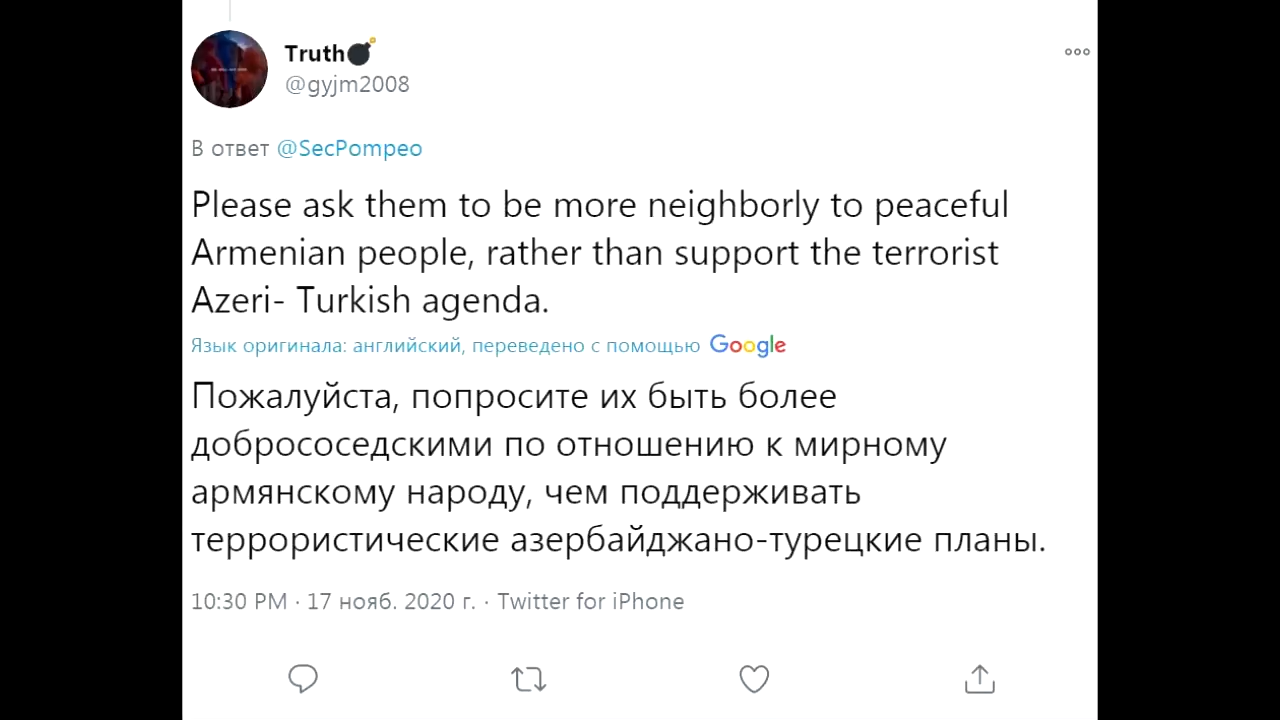 Truth💣
@gyjm2008
В ответ @SecPompeo
Please ask them to be more neighborly to peaceful
Armenian people, rather than support the terrorist
Azeri- Turkish agenda.
Язык оригинала: английский, переведено с помощью Google
Пожалуйста, попросите их быть более
добрососедскими по отношению к мирному
армянскому народу, чем поддерживать
террористические азербайджано-турецкие планы.
10:30 PM · 17 нояб. 2020 г. · Twitter for iPhone